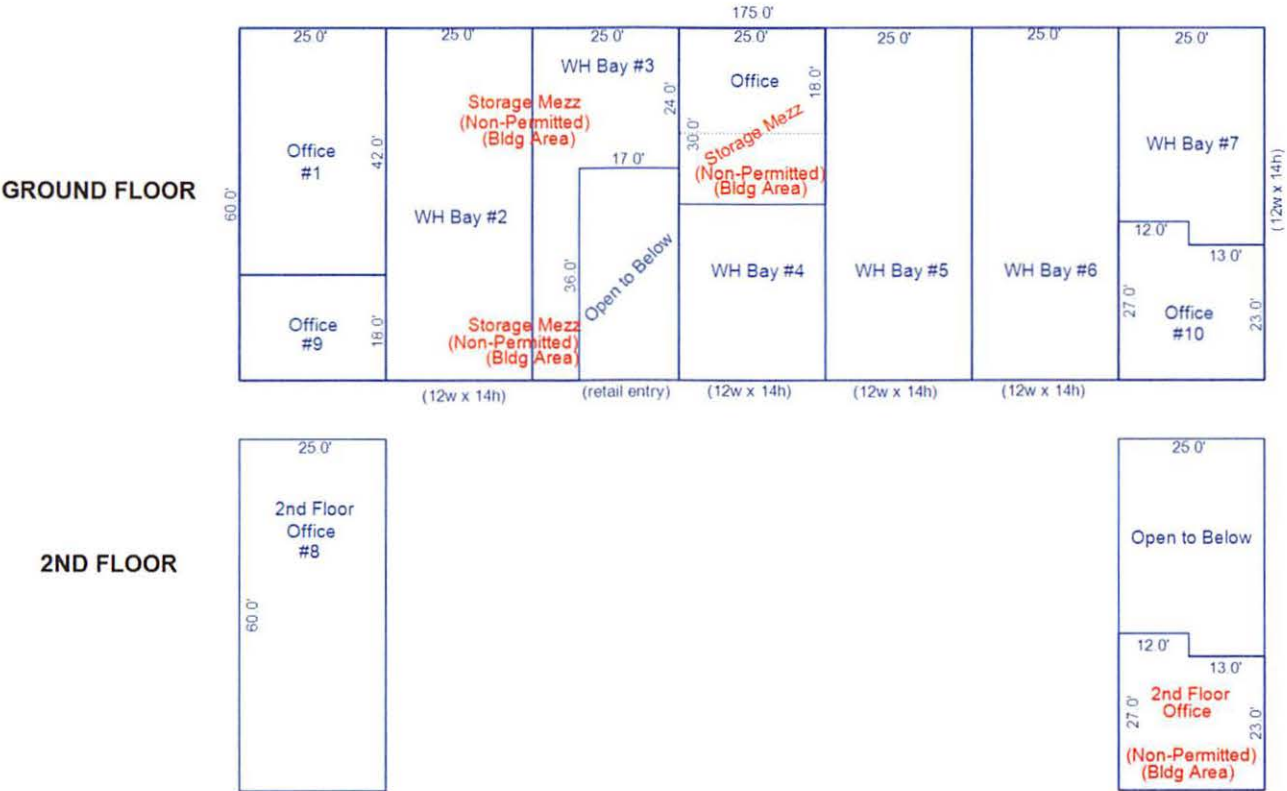 175.0'
25.0'
25.0'
25.0'
25.0'
25.0'
25.0'
25.0'
WH Bay #3
Office
18.0'
24.0'
Storage Mezz
(Non-Permitted)
(Bldg Area)
30.0'
Storage Mezz
(Non-Permitted)
(Bldg Area)
Office
#1
42.0'
17.0'
WH Bay #7
(12w x 14h)
GROUND FLOOR
60.0'
WH Bay #2
12.0'
13.0'
Open to Below
36.0'
WH Bay #4
WH Bay #5
WH Bay #6
27.0'
Office
#10
23.0'
Office
#9
18.0'
Storage Mezz
(Non-Permitted)
(Bldg Area)
(12w x 14h)
(retail entry)
(12w x 14h)
(12w x 14h)
(12w x 14h)
25.0'
25.0'
2nd Floor
Office
#8
Open to Below
2ND FLOOR
60.0'
12.0'
13.0'
27.0'
2nd Floor
Office
23.0'
(Non-Permitted)
(Bldg Area)